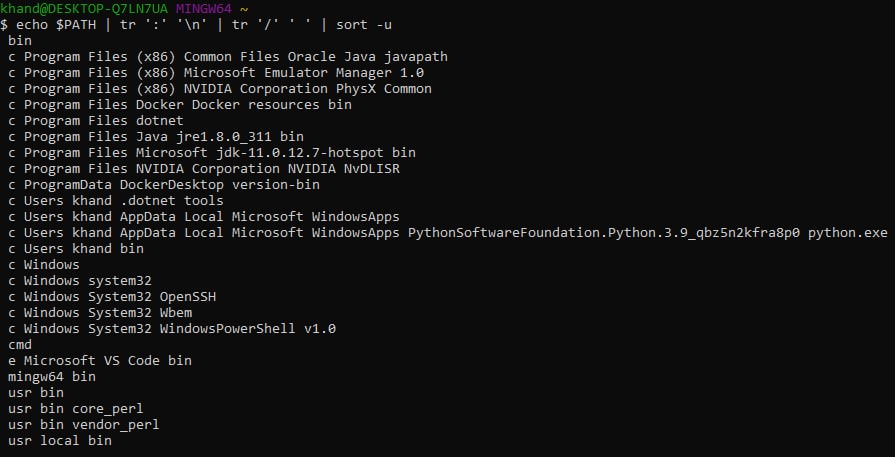 khand@DESKTOP-Q7LN7UA MINGW64 ~
$ echo $PATH | tr ':' '\n' | tr '/' ' ' | sort -u
bin
c Program Files (x86) Common Files Oracle Java javapath
c Program Files (x86) Microsoft Emulator Manager 1.0
c Program Files (x86) NVIDIA Corporation PhysX Common
c Program Files Docker Docker resources bin
c Program Files dotnet
c Program Files Java jre1.8.0_311 bin
c Program Files Microsoft jdk-11.0.12.7-hotspot bin
c Program Files NVIDIA Corporation NVIDIA NvDLISR
c ProgramData DockerDesktop version-bin
c Users khand .dotnet tools
c Users khand AppData Local Microsoft WindowsApps
c Users khand AppData Local Microsoft WindowsApps PythonSoftwareFoundation.Python.3.9_qbz5n2kfra8p0 python.exe
c Users khand bin
c Windows
c Windows system32
c Windows System32 OpenSSH
c Windows System32 Wbem
c Windows System32 WindowsPowerShell v1.0
cmd
e Microsoft VS Code bin
mingw64 bin
usr bin
usr bin core_perl
usr bin vendor_perl
usr local bin